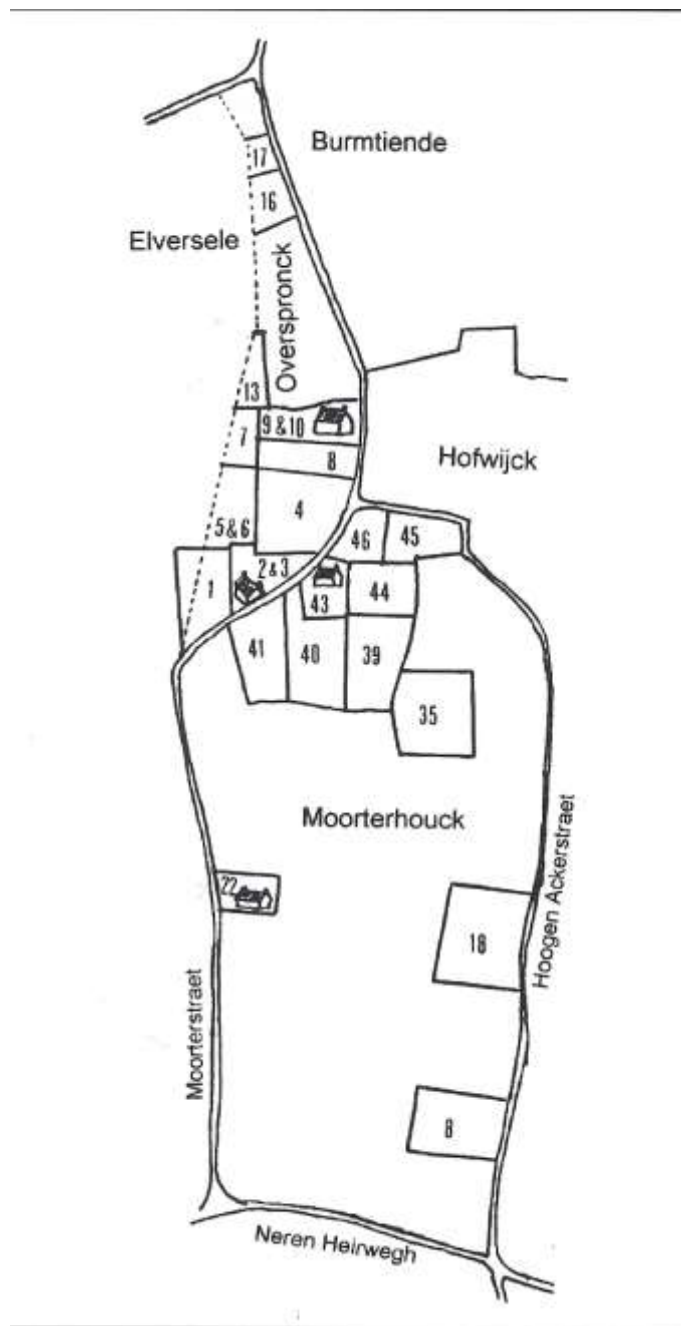 Burmtiende
17
16
Elversele
Overspronck
13
9 & 10
7
8
Hofwijck
4
5 & 6
46
45
2 & 3
1
43
44
41
40
39
35
Moorterhouck
22
18
Hoogen Ackerstraet
Moorterstraet
8
Neren Heirwegh